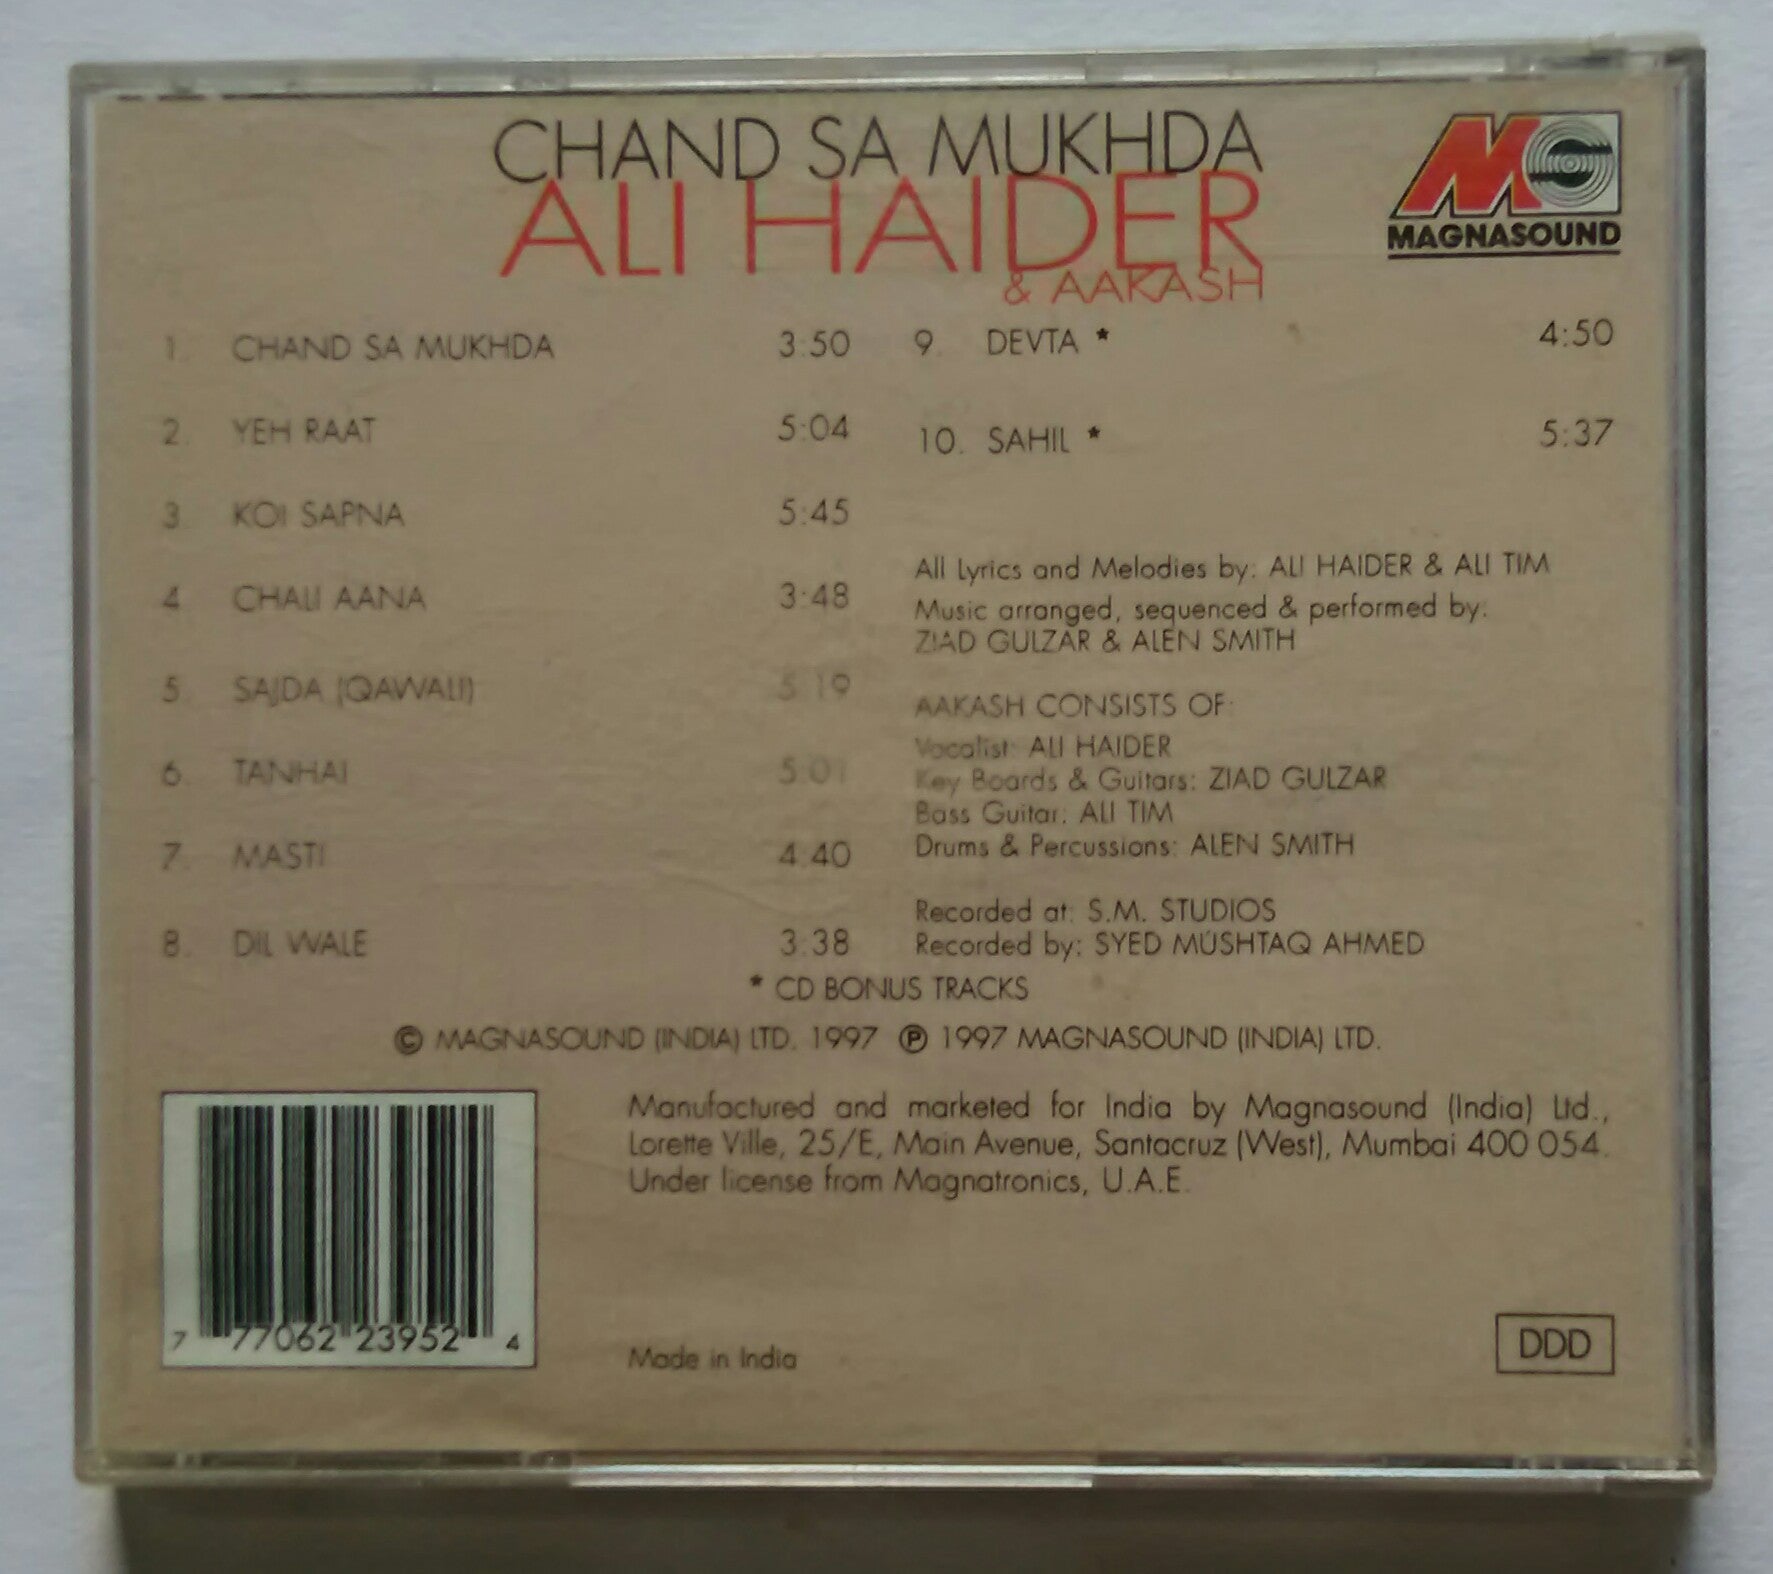 CHAND SA MUKHDA
ALI HAIDER
& AAKASH
MAGNASOUND
1. CHAND SA MUKHDA 3:50
2. YEH RAAT 5:04
3. KOI SAPNA 5:45
4. CHALI AANA 3:48
5. SAJDA (QAWALI) 5:19
6. TANHAI 5:01
7. MASTI 4:40
8. DIL WALE 3:38
9. DEVTA * 4:50
10. SAHIL * 5:37
All Lyrics and Melodies by: ALI HAIDER & ALI TIM
Music arranged, sequenced & performed by:
ZIAD GULZAR & ALEN SMITH
AAKASH CONSISTS OF:
Vocalist: ALI HAIDER
Key Boards & Guitars: ZIAD GULZAR
Bass Guitar: ALI TIM
Drums & Percussions: ALEN SMITH
Recorded at: S.M. STUDIOS
Recorded by: SYED MUSHTAQ AHMED
* CD BONUS TRACKS
© MAGNASOUND (INDIA) LTD. 1997 ℗ 1997 MAGNASOUND (INDIA) LTD.
Manufactured and marketed for India by Magnasound (India) Ltd.,
Lorette Ville, 25/E, Main Avenue, Santacruz (West), Mumbai 400 054.
Under license from Magnatronics, U.A.E.
7 77062 23952 4
Made in India
DDD